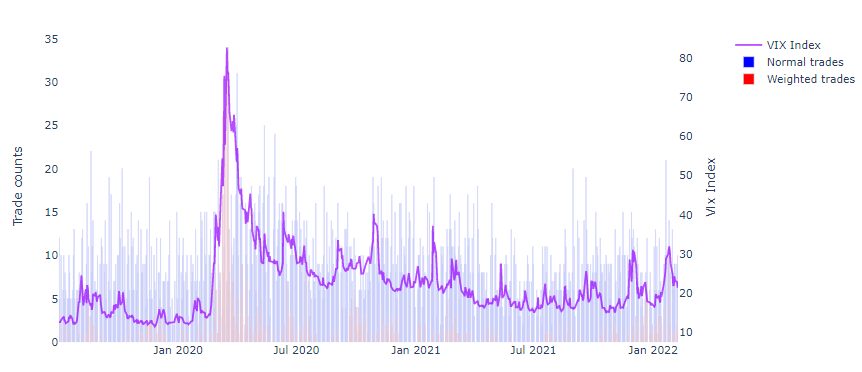 35
30
25
20
15
10
5
0
Trade counts
80
70
60
50
40
30
20
10
VIX Index
Jan 2020
Jul 2020
Jan 2021
Jul 2021
Jan 2022
VIX Index
Normal trades
Weighted trades